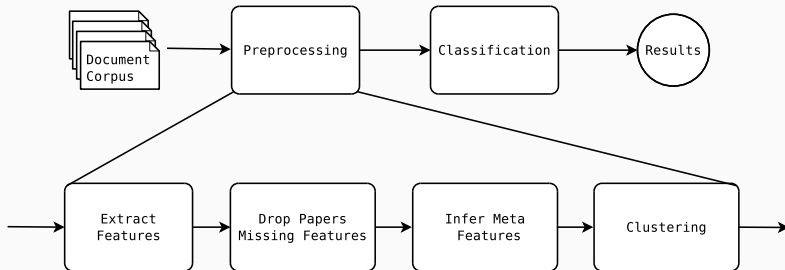 Document
Corpus
Preprocessing
Classification
Results
Extract
Features
Drop Papers
Missing Features
Infer Meta
Features
Clustering